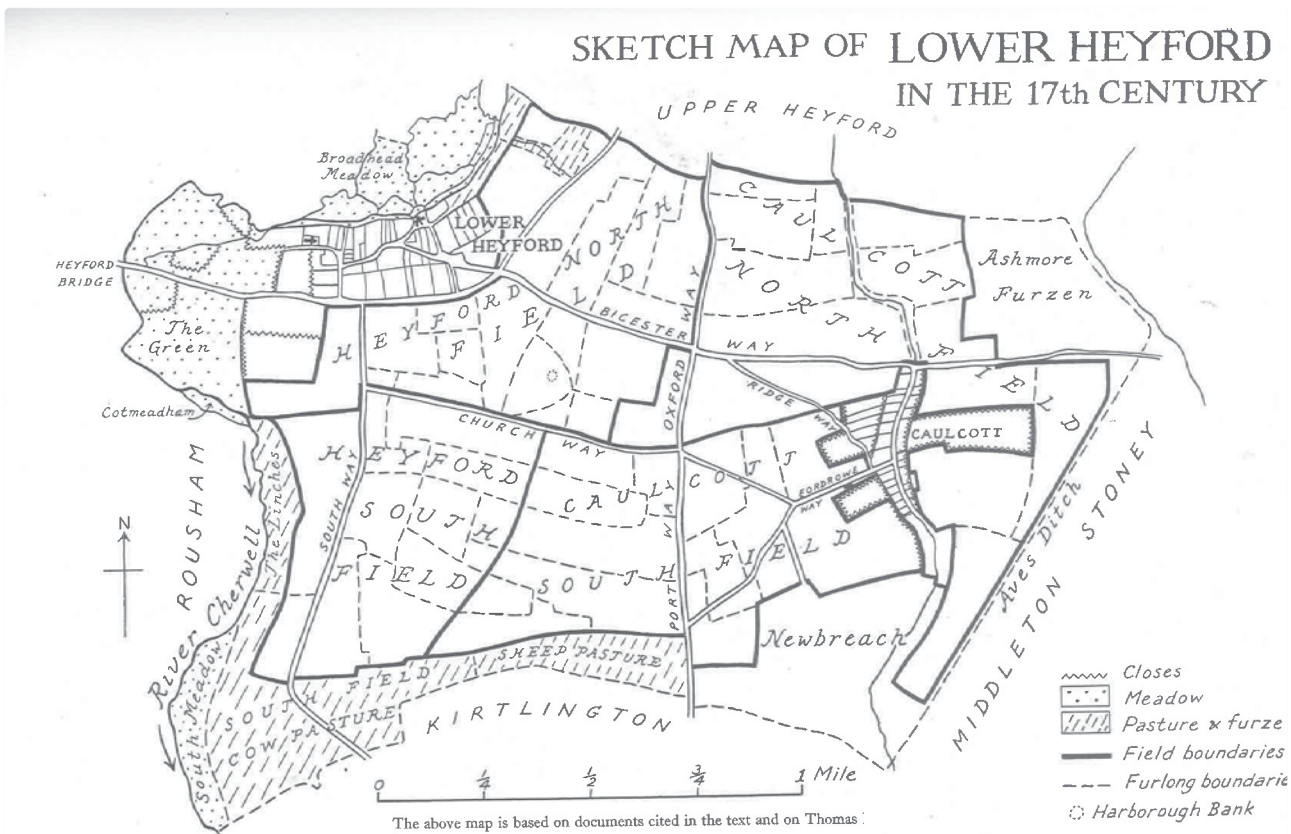 SKETCH MAP OF LOWER HEYFORD
IN THE 17th CENTURY
UPPER HEYFORD
Broadhead
Meadow
LOWER
HEYFORD
HEYFORD
BRIDGE
The
Green
Cotmeadham
HEYFORD
NORTH
FIELD
BICESTER WAY
CAULCOTT
NORTH FIELD
Ashmore
Furzen
OXFORD WAY
RIDGE WAY
CHURCH WAY
CAULCOTT
FORDROWE
WAY
HEYFORD
SOUTH
FIELD
CAULCOTT
SOUTH FIELD
SOUTH WAY
PORT WAY
The Linches
ROUSHAM
River Cherwell
N
South Meadow
SOUTH FIELD
COW PASTURE
SHEEP PASTURE
KIRTLINGTON
Newbreach
Aves Ditch
MIDDLETON STONEY
Closes
Meadow
Pasture & furze
Field boundaries
Furlong boundarie
Harborough Bank
0 1/4 1/2 3/4 1 Mile
The above map is based on documents cited in the text and on Thomas